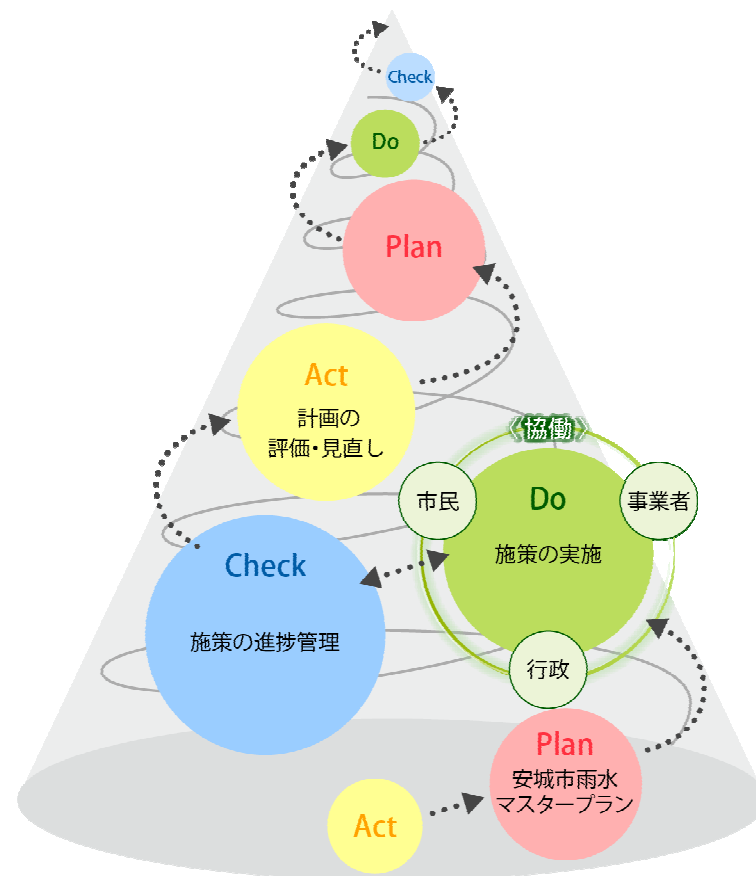 Check
Do
Plan
Act
計画の
評価・見直し
《協働》
市民
事業者
Do
施策の実施
行政
Check
施策の進捗管理
Plan
安城市雨水
マスタープラン
Act